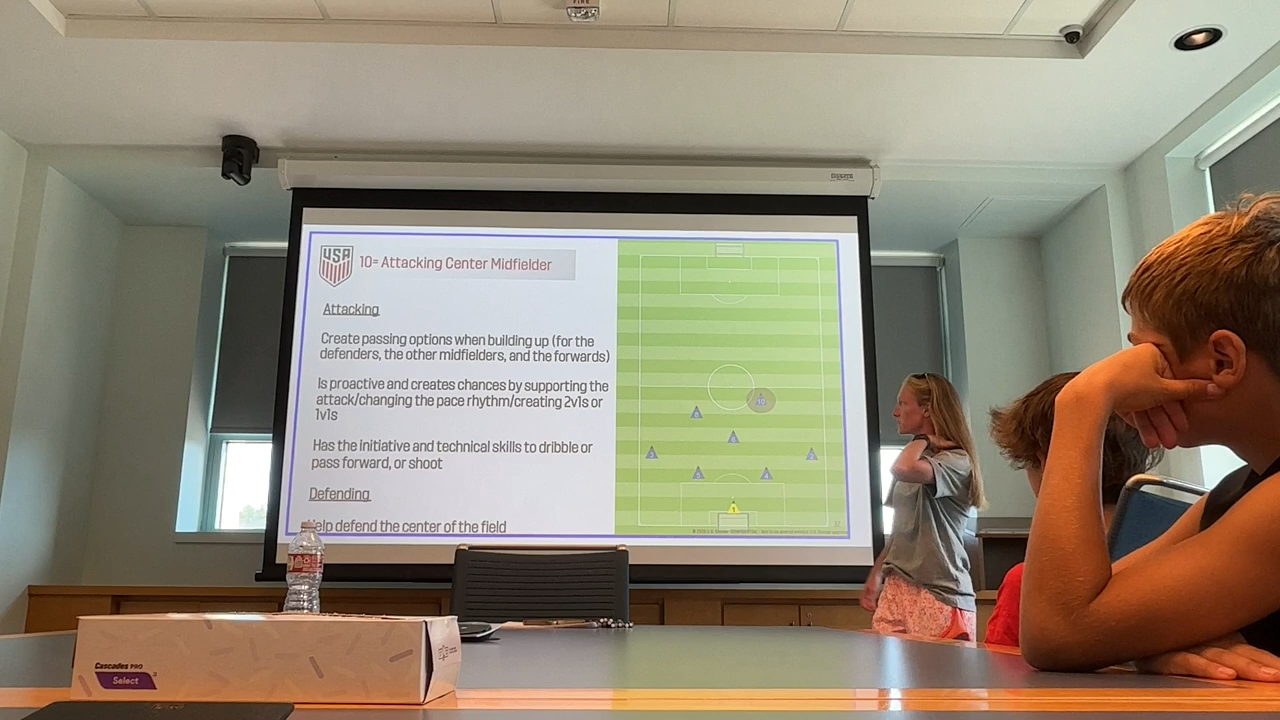 FIRE
USA
10= Attacking Center Midfielder
Attacking
Create passing options when building up (for the
defenders, the other midfielders, and the forwards)
Is proactive and creates chances by supporting the
attack/changing the pace rhythm/creating 2v1s or
1v1s
Has the initiative and technical skills to dribble or
pass forward, or shoot
Defending
Help defend the center of the field
10
Cascades PRO
Select